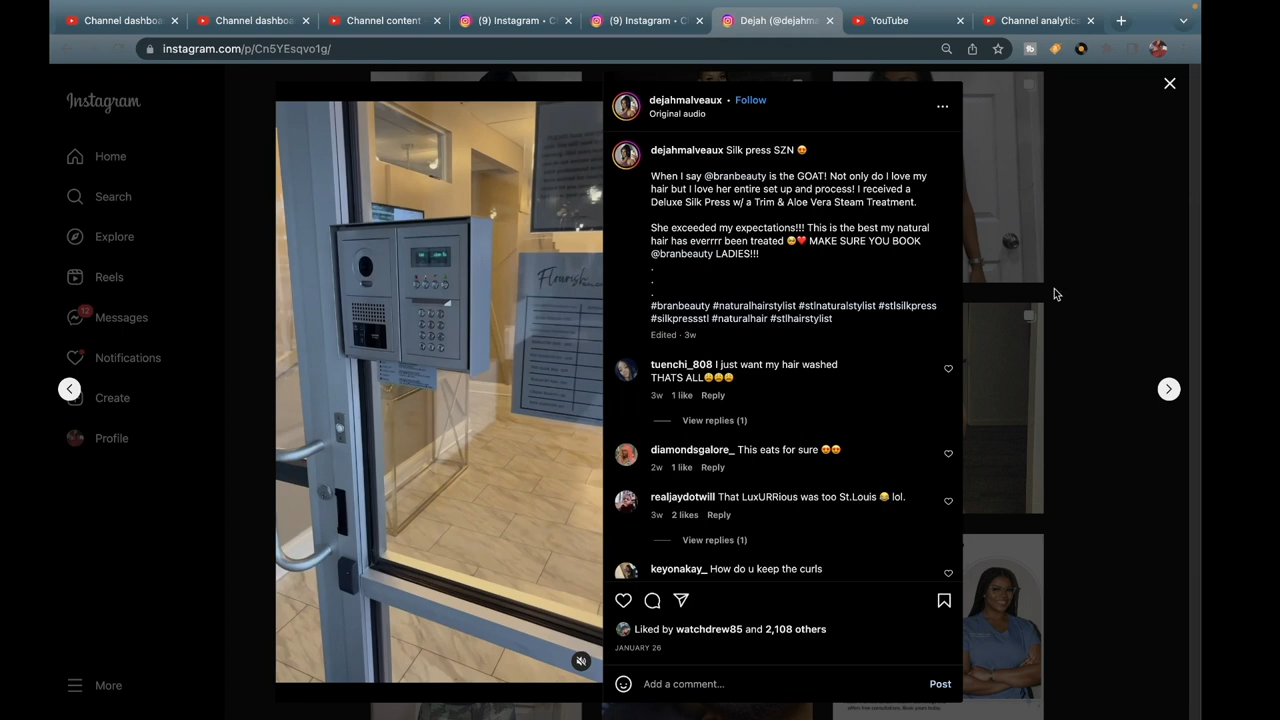 Channel dashbo
Channel dashbo
Channel content
(9) Instagram • C
(9) Instagram • C
Dejah (@dejahma
YouTube
Channel analytics
instagram.com/p/Cn5YEsqvo1g/
Instagram
Home
Search
Explore
Reels
12
Messages
Notifications
Create
Profile
More
Flourish
dejahmalveaux • Follow
Original audio
dejahmalveaux Silk press SZN 😍
When I say @branbeauty is the GOAT! Not only do I love my
hair but I love her entire set up and process! I received a
Deluxe Silk Press w/ a Trim & Aloe Vera Steam Treatment.
She exceeded my expectations!!! This is the best my natural
hair has everrrr been treated 🥹❤️ MAKE SURE YOU BOOK
@branbeauty LADIES!!!
.
.
.
#branbeauty #naturalhairstylist #stlnaturalstylist #stlsilkpress
#silkpressstl #naturalhair #stlhairstylist
Edited · 3w
tuenchi_808 I just want my hair washed
THATS ALL😩😩😩
3w 1 like Reply
View replies (1)
diamondsgalore_ This eats for sure 😍😍
2w 1 like Reply
realjaydotwill That LuxURRious was too St.Louis 😂 lol.
3w 2 likes Reply
View replies (1)
keyonakay_ How do u keep the curls
Liked by watchdrew85 and 2,108 others
JANUARY 26
Add a comment...
Post